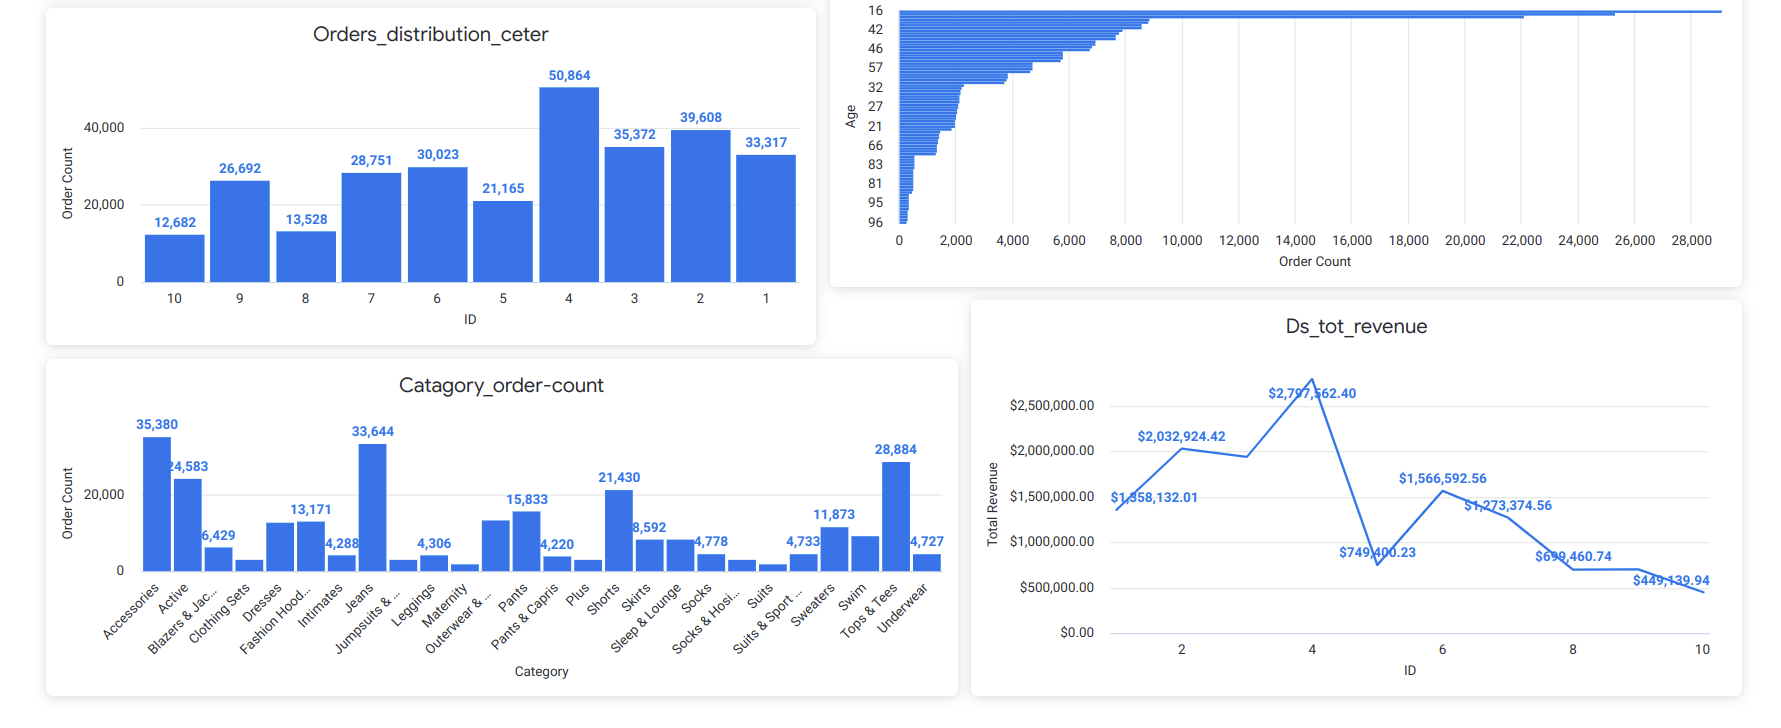 Orders_distribution_ceter
Order Count
40,000
20,000
0
12,682
26,692
13,528
28,751
30,023
21,165
50,864
35,372
39,608
33,317
10 9 8 7 6 5 4 3 2 1
ID
Age
16
42
46
57
32
27
21
66
83
81
95
96
0 2,000 4,000 6,000 8,000 10,000 12,000 14,000 16,000 18,000 20,000 22,000 24,000 26,000 28,000
Order Count
Catagory_order-count
Order Count
20,000
0
35,380
24,583
6,429
13,171
4,288
33,644
4,306
15,833
4,220
21,430
8,592
4,778
4,733
11,873
28,884
4,727
Accessories
Active
Blazers & Jac...
Clothing Sets
Dresses
Fashion Hood...
Intimates
Jeans
Jumpsuits & ...
Leggings
Maternity
Outerwear & ...
Pants
Pants & Capris
Plus
Shorts
Skirts
Sleep & Lounge
Socks
Socks & Hosi...
Suits
Suits & Sport ...
Sweaters
Swim
Tops & Tees
Underwear
Category
Ds_tot_revenue
Total Revenue
$2,500,000.00
$2,000,000.00
$1,500,000.00
$1,000,000.00
$500,000.00
$0.00
$1,358,132.01
$2,032,924.42
$2,797,562.40
$749,400.23
$1,566,592.56
$1,273,374.56
$699,460.74
$449,139.94
2 4 6 8 10
ID